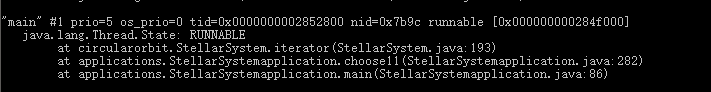 "main" #1 prio=5 os_prio=0 tid=0x0000000002852800 nid=0x7b9c runnable [0x000000000284f000]
java.lang.Thread.State: RUNNABLE
at circularorbit.StellarSystem.iterator(StellarSystem.java:193)
at applications.StellarSystemapplication.choose11(StellarSystemapplication.java:282)
at applications.StellarSystemapplication.main(StellarSystemapplication.java:86)